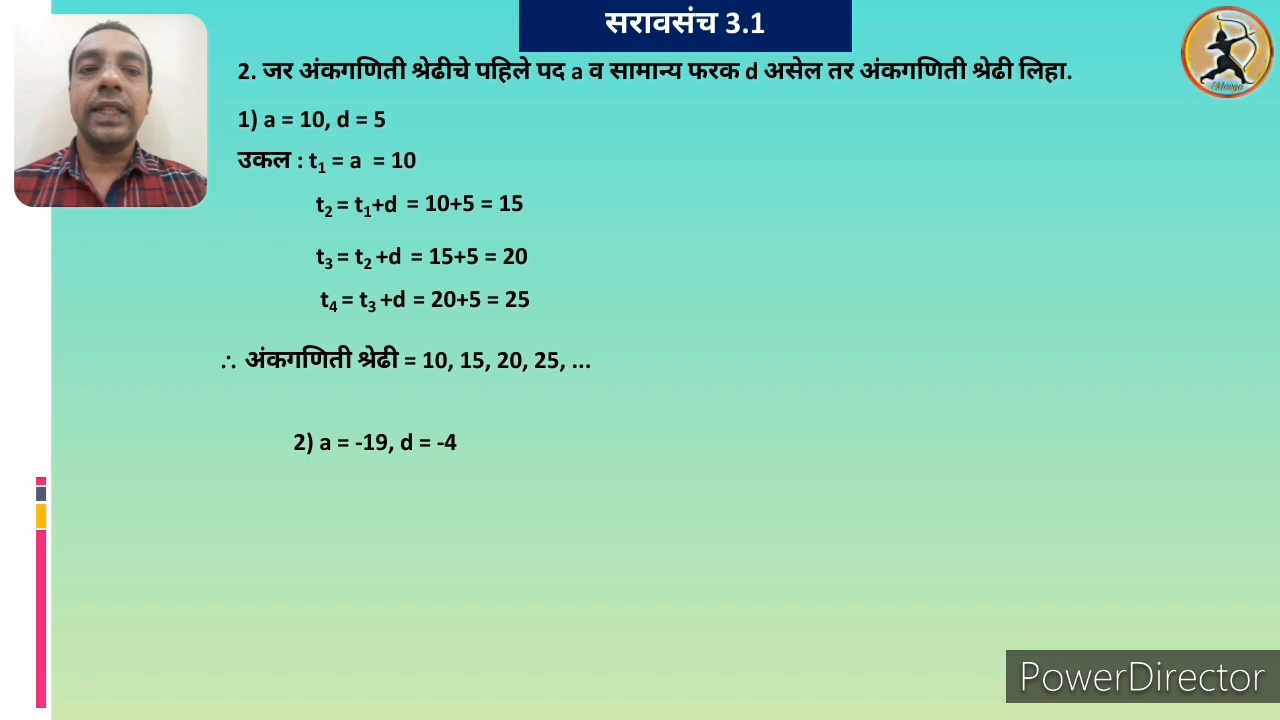 सरावसंच 3.1
2. जर अंकगणिती श्रेढीचे पहिले पद a व सामान्य फरक d असेल तर अंकगणिती श्रेढी लिहा.
1) a = 10, d = 5
उकल : t₁ = a = 10
t₂ = t₁+d = 10+5 = 15
t₃ = t₂ +d = 15+5 = 20
t₄ = t₃ +d = 20+5 = 25
∴ अंकगणिती श्रेढी = 10, 15, 20, 25, ...
2) a = -19, d = -4
PowerDirector